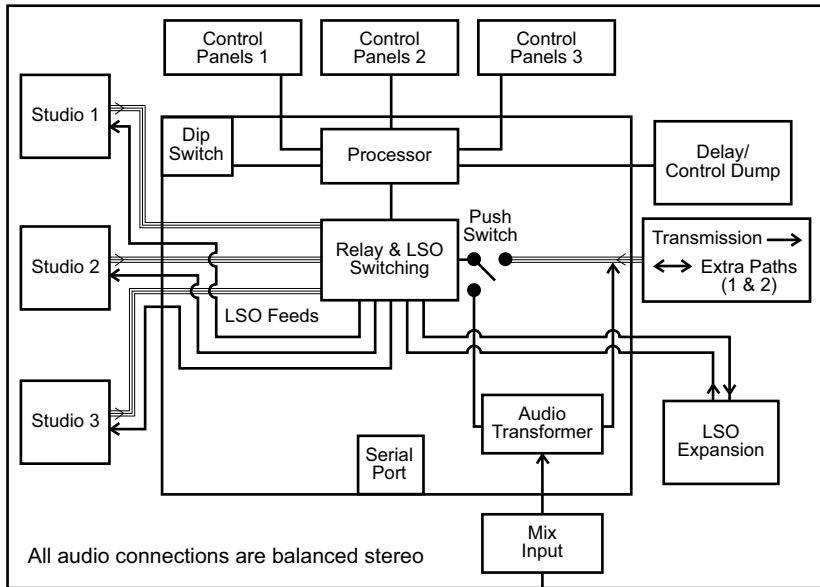 Control
Panels 1
Control
Panels 2
Control
Panels 3
Studio 1
Dip
Switch
Processor
Delay/
Control Dump
Push
Switch
Relay & LSO
Switching
Transmission
Extra Paths
(1 & 2)
Studio 2
LSO Feeds
Studio 3
Audio
Transformer
LSO
Expansion
Serial
Port
Mix
Input
All audio connections are balanced stereo